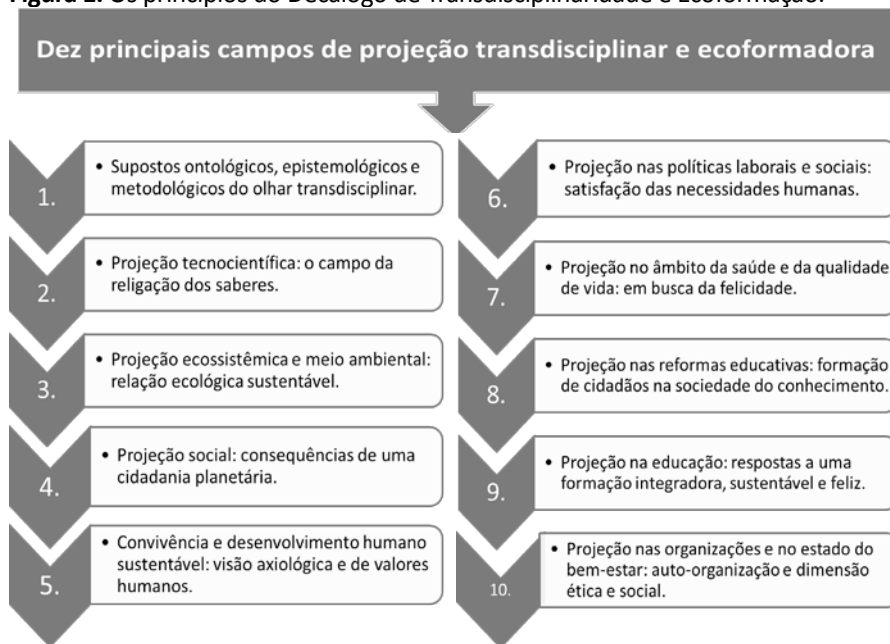 Figura 2. Os princípios do Decálogo de Transdisciplinaridade e Ecoformação.
Dez principais campos de projeção transdisciplinar e ecoformadora
1.
• Supostos ontológicos, epistemológicos e
metodológicos do olhar transdisciplinar.
2.
• Projeção tecnocientífica: o campo da
religação dos saberes.
3.
• Projeção ecossistêmica e meio ambiental:
relação ecológica sustentável.
4.
• Projeção social: consequências de uma
cidadania planetária.
5.
• Convivência e desenvolvimento humano
sustentável: visão axiológica e de valores
humanos.
6.
• Projeção nas políticas laborais e sociais:
satisfação das necessidades humanas.
7.
• Projeção no âmbito da saúde e da qualidade
de vida: em busca da felicidade.
8.
• Projeção nas reformas educativas: formação
de cidadãos na sociedade do conhecimento.
9.
• Projeção na educação: respostas a uma
formação integradora, sustentável e feliz.
10.
• Projeção nas organizações e no estado do
bem-estar: auto-organização e dimensão
ética e social.